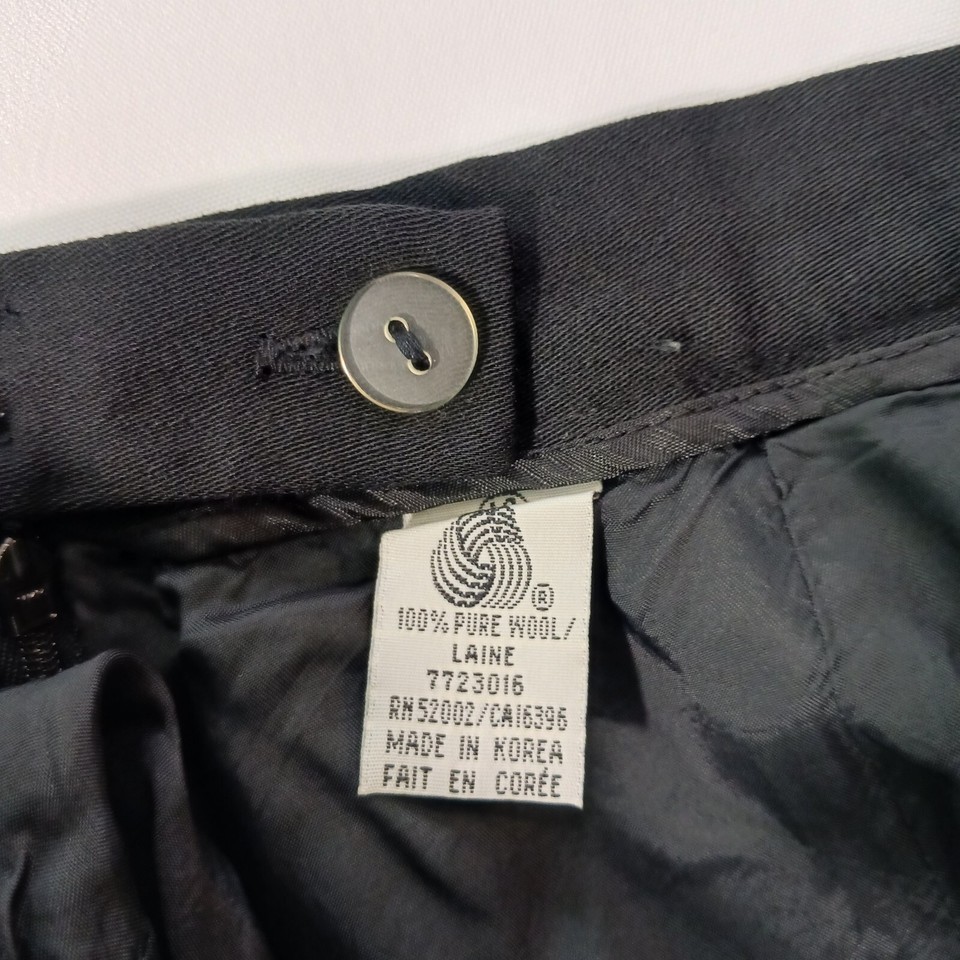 ®
100% PURE WOOL/
LAINE
7723016
RN52002/CA16396
MADE IN KOREA
FAIT EN CORÉE